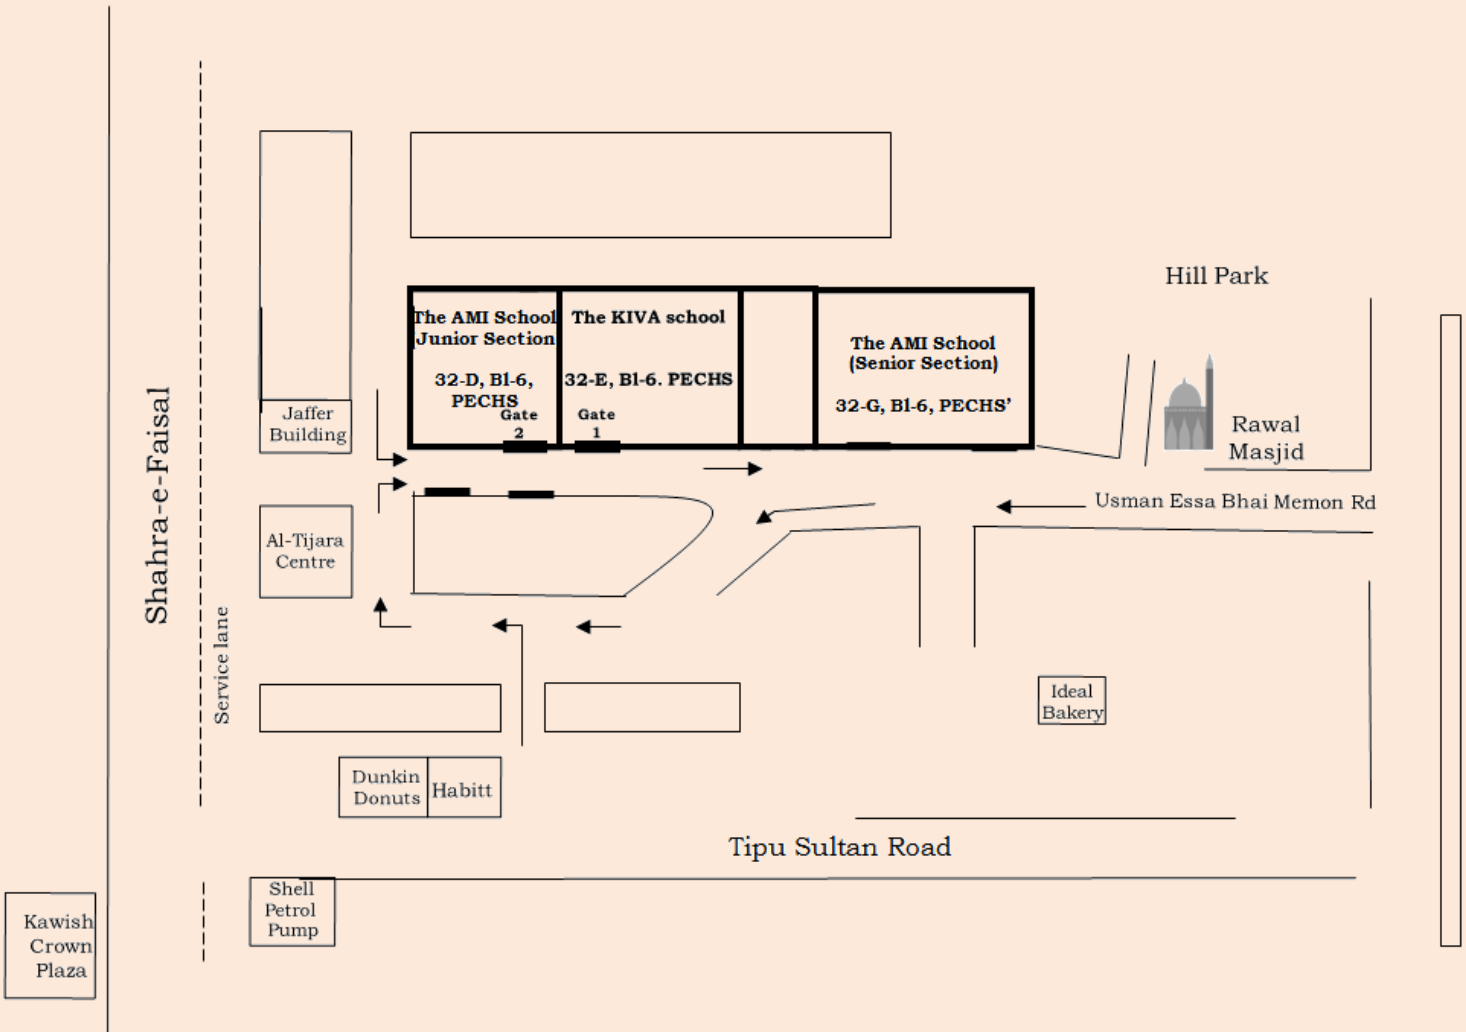 Hill Park
The AMI School
(Junior Section
32-D, Bl-6,
PECHS
Gate
2
The KIVA school
32-E, Bl-6. PECHS
Gate
1
The AMI School
(Senior Section)
32-G, Bl-6, PECHS’
Jaffer
Building
Rawal
Masjid
Usman Essa Bhai Memon Rd
Shahra-e-Faisal
Al-Tijara
Centre
Service lane
Ideal
Bakery
Dunkin
Donuts
Habitt
Tipu Sultan Road
Shell
Petrol
Pump
Kawish
Crown
Plaza